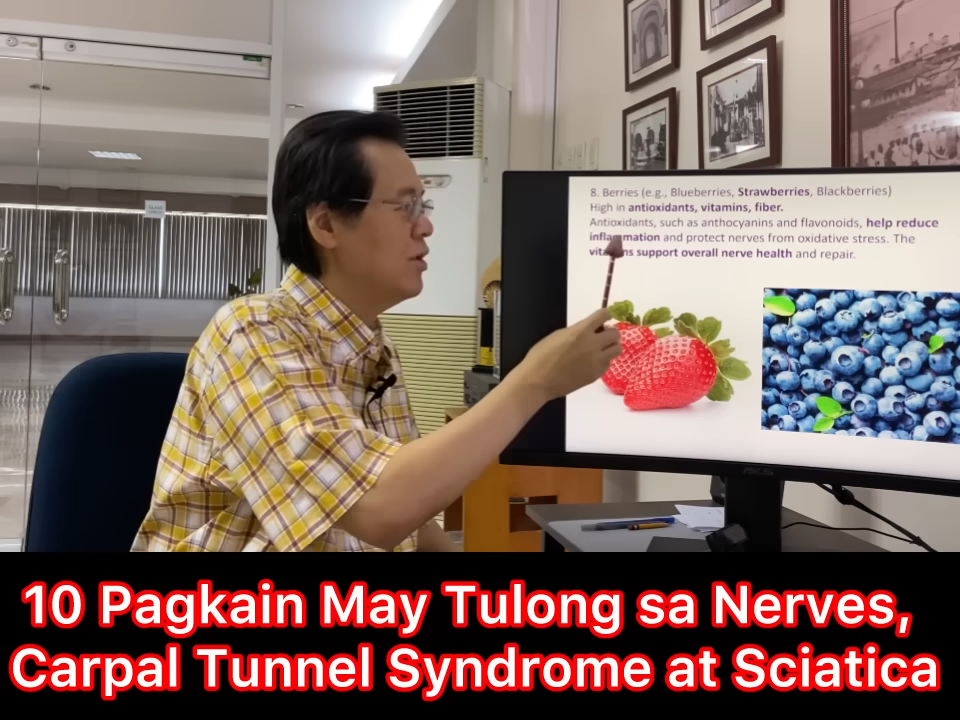 8. Berries (e.g., Blueberries, Strawberries, Blackberries)
High in antioxidants, vitamins, fiber.
Antioxidants, such as anthocyanins and flavonoids, help reduce
inflammation and protect nerves from oxidative stress. The
vitamins support overall nerve health and repair.
ASUS
10 Pagkain May Tulong sa Nerves,
Carpal Tunnel Syndrome at Sciatica